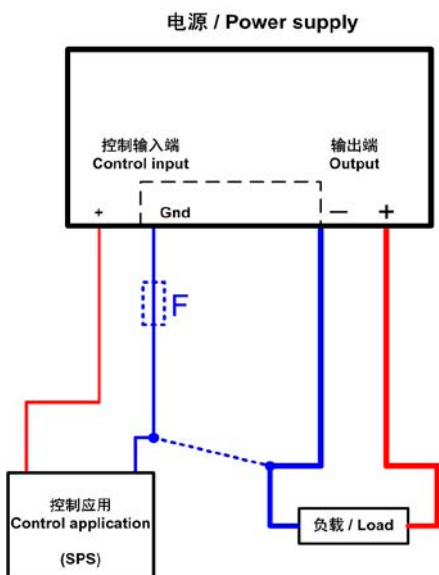 电源 / Power supply
控制输入端
Control input
输出端
Output
+
Gnd
—
+
F
控制应用
Control application
(SPS)
负载 / Load